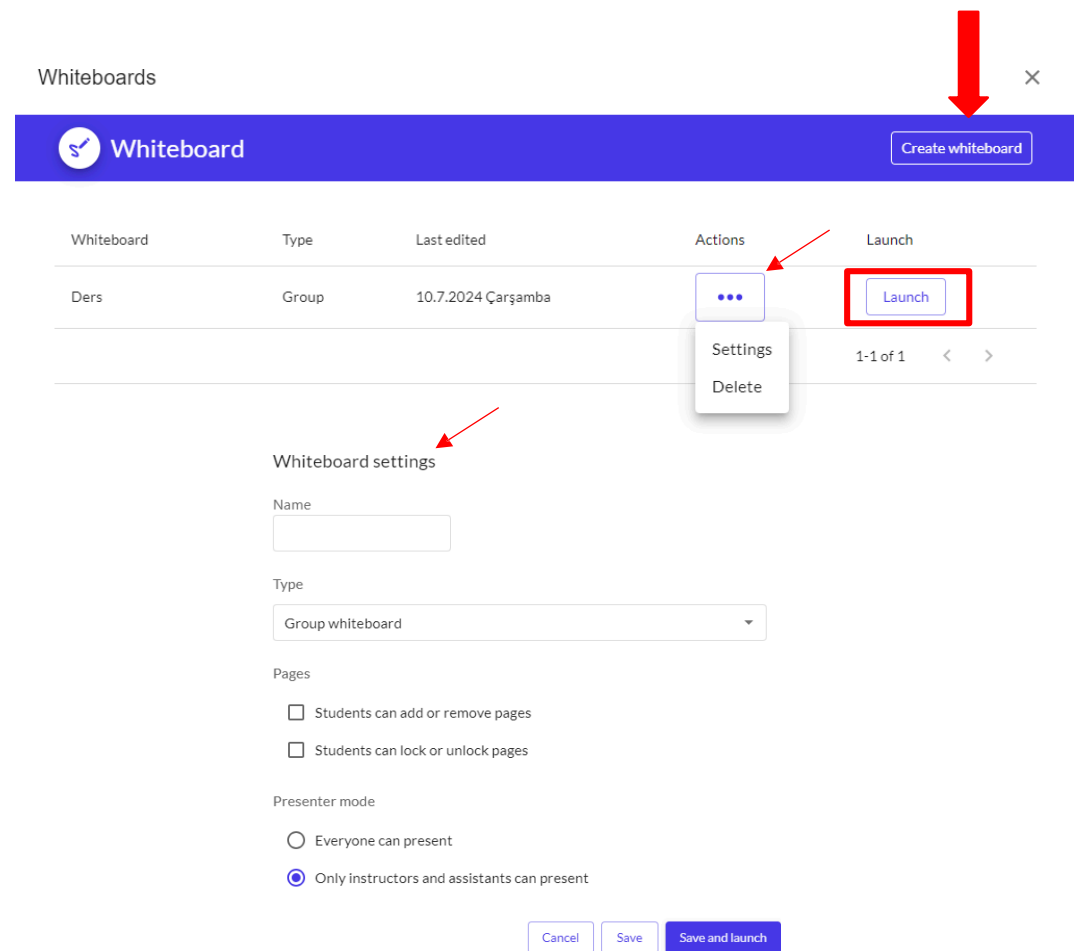 Whiteboards
Whiteboard
Create whiteboard
Whiteboard Type Last edited Actions Launch
Ders Group 10.7.2024 Çarşamba ••• Launch
Settings
1-1 of 1
Delete
Whiteboard settings
Name
Type
Group whiteboard
Pages
Students can add or remove pages
Students can lock or unlock pages
Presenter mode
Everyone can present
Only instructors and assistants can present
Cancel Save Save and launch